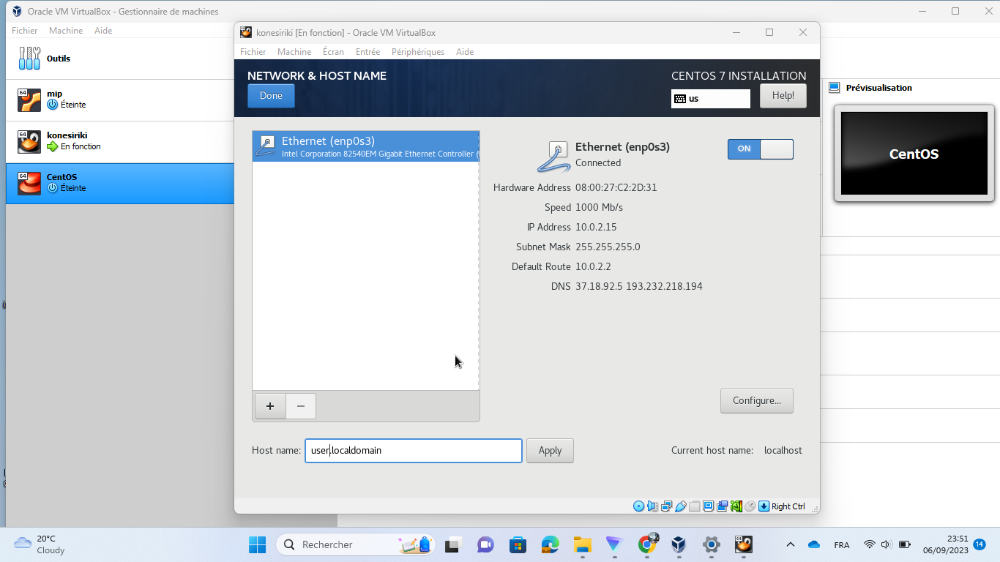 Oracle VM VirtualBox - Gestionnaire de machines
Fichier Machine Aide
Outils
64 mip
Éteinte
64 konesiriki
En fonction
64 CentOS
Éteinte
konesiriki [En fonction] - Oracle VM VirtualBox
Fichier Machine Écran Entrée Périphériques Aide
NETWORK & HOST NAME
Done
CENTOS 7 INSTALLATION
us
Help!
Ethernet (enp0s3)
Intel Corporation 82540EM Gigabit Ethernet Controller (
Ethernet (enp0s3)
Connected
ON
Hardware Address 08:00:27:C2:2D:31
Speed 1000 Mb/s
IP Address 10.0.2.15
Subnet Mask 255.255.255.0
Default Route 10.0.2.2
DNS 37.18.92.5 193.232.218.194
+ −
Configure...
Host name: user.localdomain Apply
Current host name: localhost
Right Ctrl
Prévisualisation
CentOS
20°C
Cloudy
Rechercher
FRA
23:51
06/09/2023
14